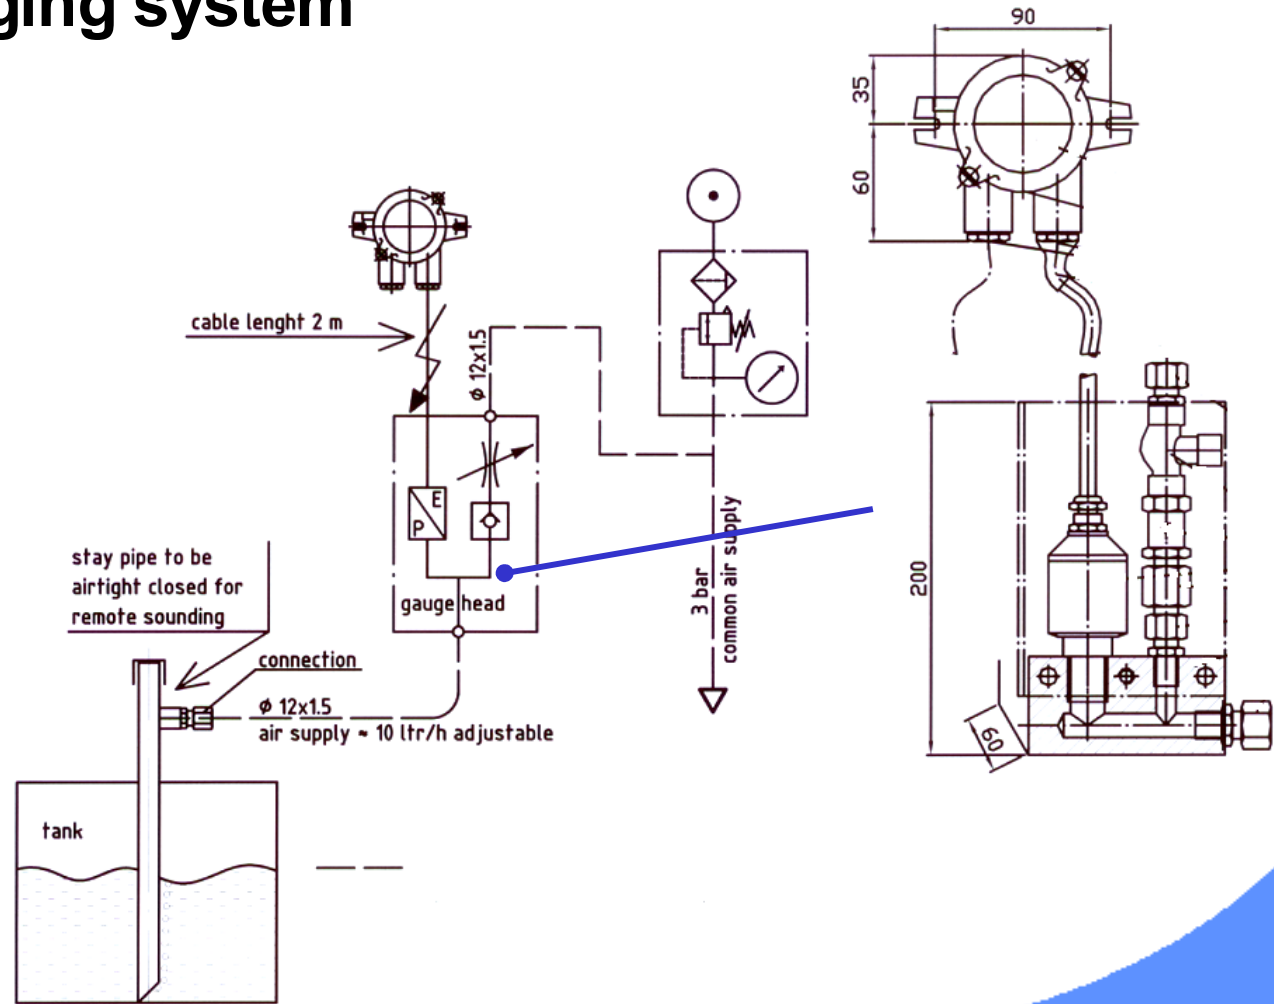 ging system
90
35
60
cable lenght 2 m
ϕ 12x1.5
E
P
gauge head
3 bar
common air supply
stay pipe to be
airtight closed for
remote sounding
connection
ϕ 12x1.5
air supply ≈ 10 ltr/h adjustable
tank
200
60